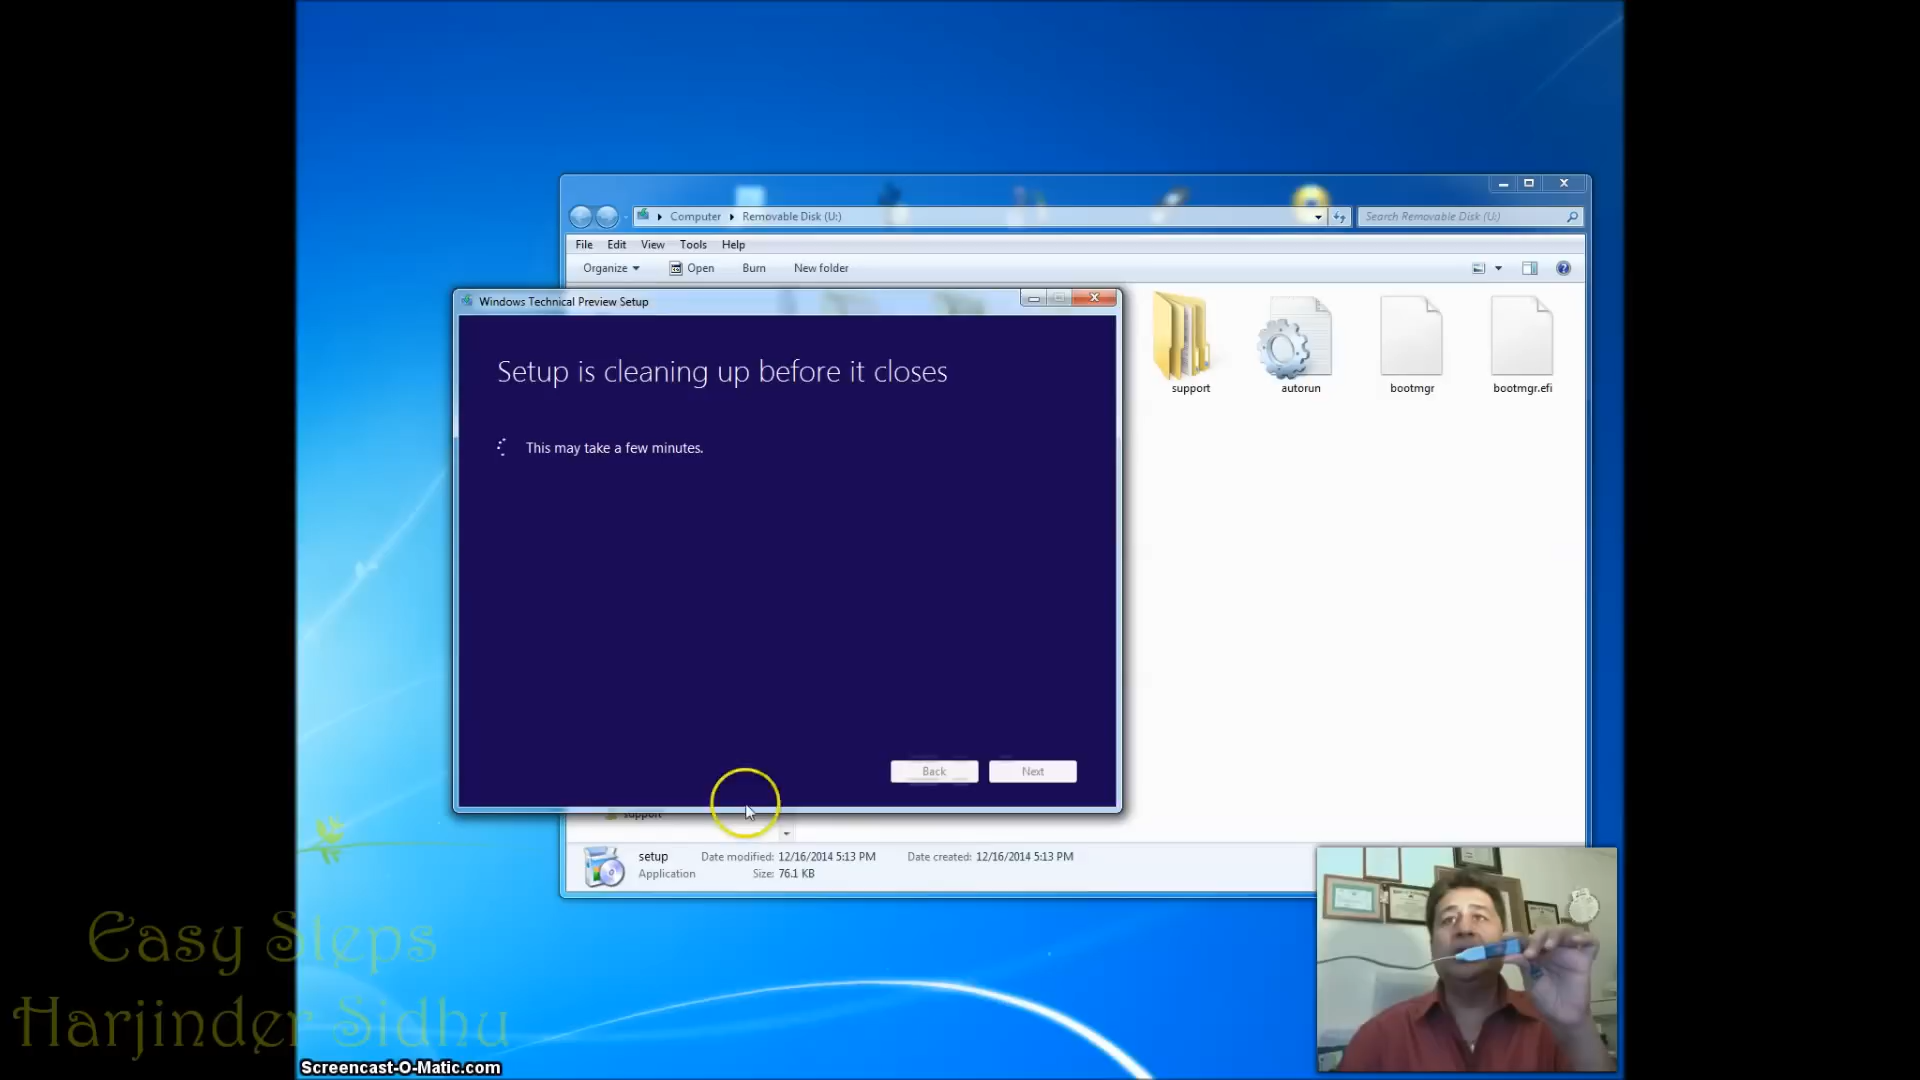 Computer Removable Disk (U:)
Search Removable Disk (U:)
File Edit View Tools Help
Organize Open Burn New folder
Windows Technical Preview Setup
Setup is cleaning up before it closes
This may take a few minutes.
Back Next
support autorun bootmgr bootmgr.efi
support
setup Date modified: 12/16/2014 5:13 PM Date created: 12/16/2014 5:13 PM
Application Size: 76.1 KB
Easy Steps
Harjinder Sidhu
Screencast-O-Matic.com